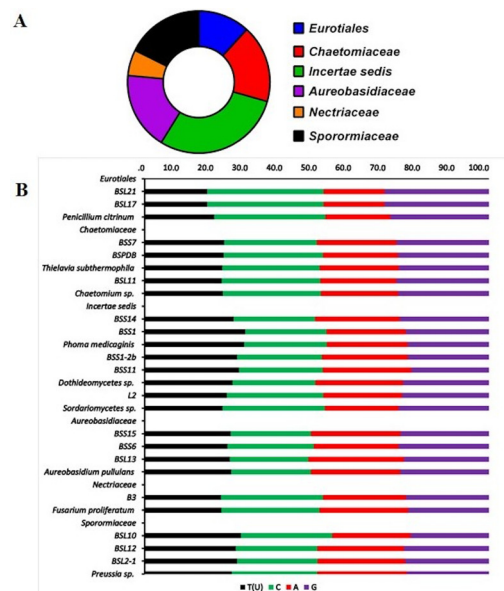 A
Eurotiales
Chaetomiaceae
Incertae sedis
Aureobasidiaceae
Nectriaceae
Sporormiaceae
B
.0 10.0 20.0 30.0 40.0 50.0 60.0 70.0 80.0 90.0 100.0
Eurotiales
BSL21
BSL17
Penicillium citrinum
Chaetomiaceae
BSS7
BSPDB
Thielavia subthermophila
BSL11
Chaetomium sp.
Incertae sedis
BSS14
BSS1
Phoma medicaginis
BSS1-2b
BSS11
Dothideomycetes sp.
L2
Sordariomycetes sp.
Aureobasidiaceae
BSS15
BSS6
BSL13
Aureobasidium pullulans
Nectriaceae
B3
Fusarium proliferatum
Sporormiaceae
BSL10
BSL12
BSL2-1
Preussia sp.
T(U) C A G